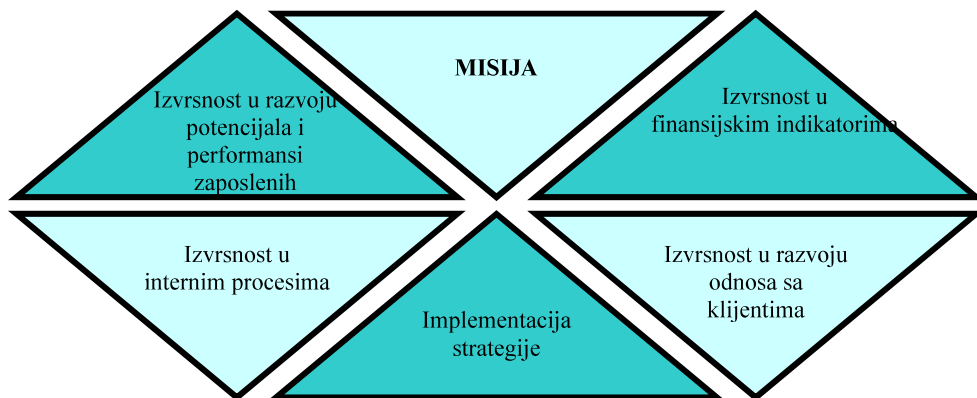 Izvrsnost u razvoju
potencijala i
performansi
zaposlenih
MISIJA
Izvrsnost u
finansijskim indikatorima
Izvrsnost u
internim procesima
Implementacija
strategije
Izvrsnost u razvoju
odnosa sa
klijentima